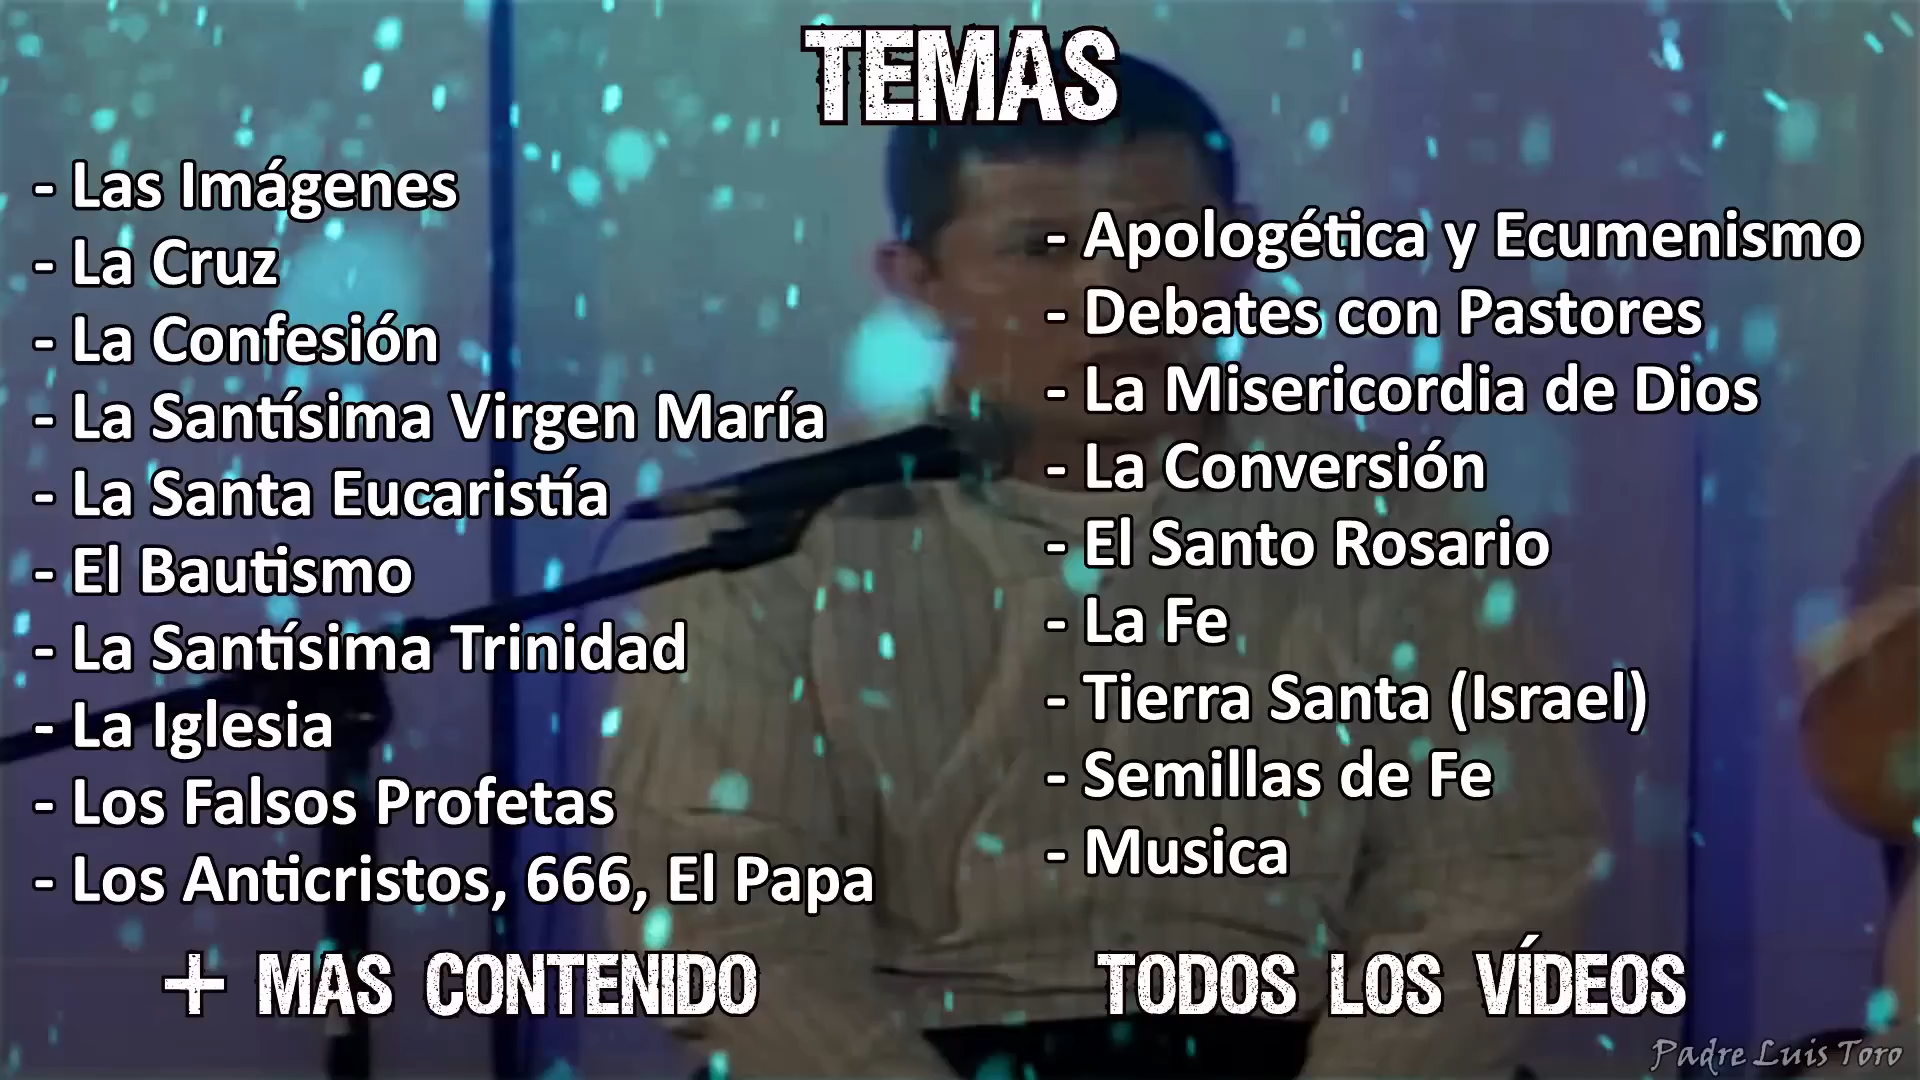 TEMAS
- Las Imágenes
- La Cruz
- La Confesión
- La Santísima Virgen María
- La Santa Eucaristía
- El Bautismo
- La Santísima Trinidad
- La Iglesia
- Los Falsos Profetas
- Los Anticristos, 666, El Papa
+ MAS CONTENIDO
- Apologética y Ecumenismo
- Debates con Pastores
- La Misericordia de Dios
- La Conversión
- El Santo Rosario
- La Fe
- Tierra Santa (Israel)
- Semillas de Fe
- Musica
TODOS LOS VÍDEOS
Padre Luis Toro